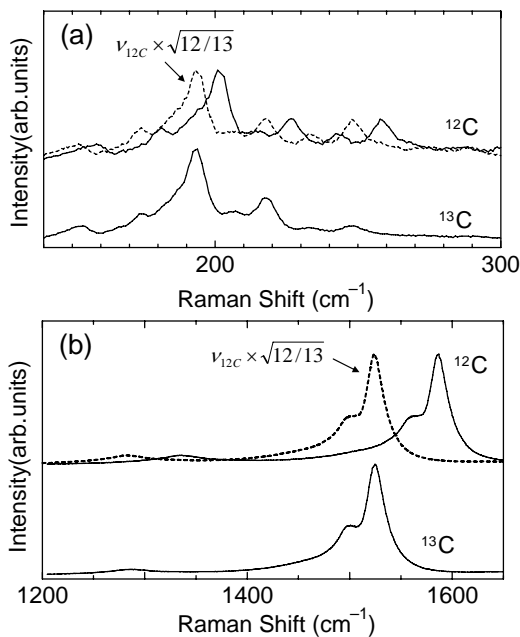 (a)
ν12C × √12/13
12C
13C
Intensity(arb.units)
200
300
Raman Shift (cm−1)
(b)
ν12C × √12/13
12C
13C
Intensity(arb.units)
1200
1400
1600
Raman Shift (cm−1)